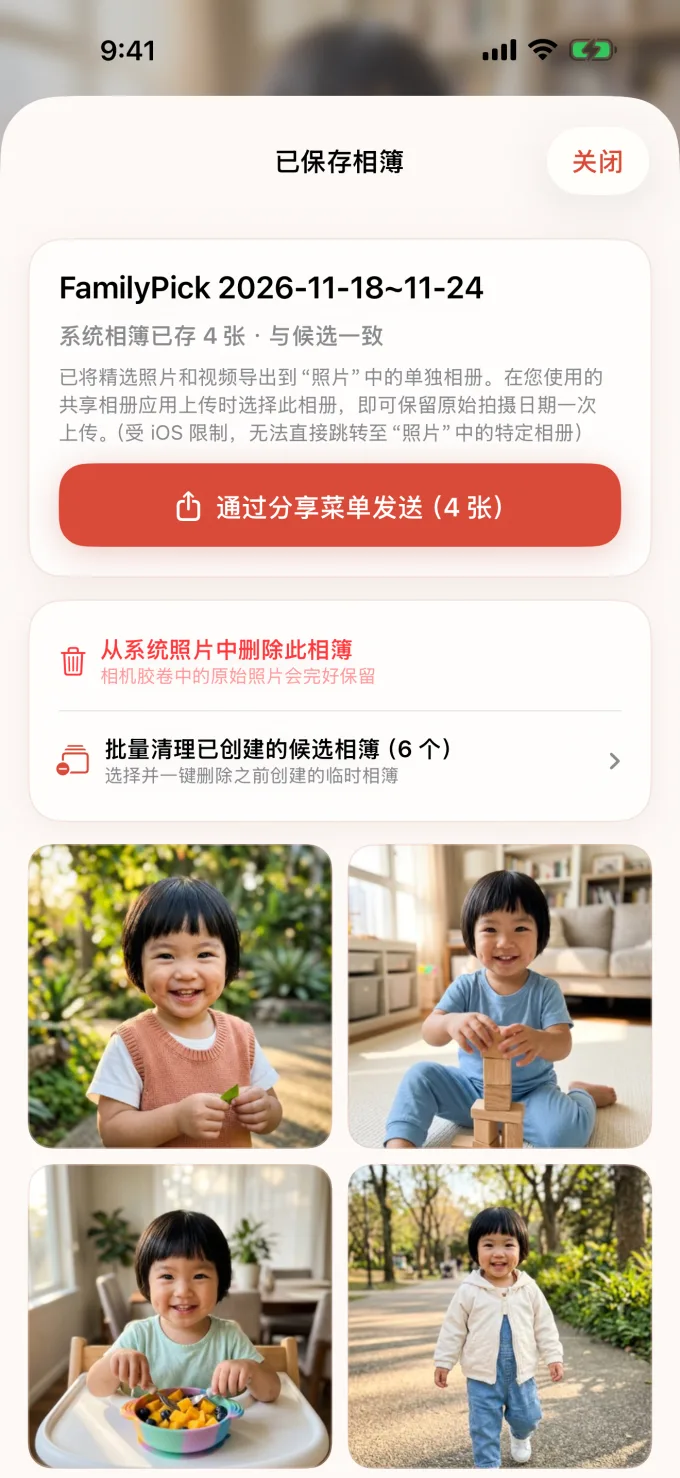 9:41
已保存相簿
关闭
FamilyPick 2026-11-18~11-24
系统相簿已存 4 张 · 与候选一致
已将精选照片和视频导出到“照片”中的单独相册。在您使用的
共享相册应用上传时选择此相册，即可保留原始拍摄日期一次
上传。（受 iOS 限制，无法直接跳转至“照片”中的特定相册）
通过分享菜单发送（4 张）
从系统照片中删除此相簿
相机胶卷中的原始照片会完好保留
批量清理已创建的候选相簿（6 个）
选择并一键删除之前创建的临时相簿